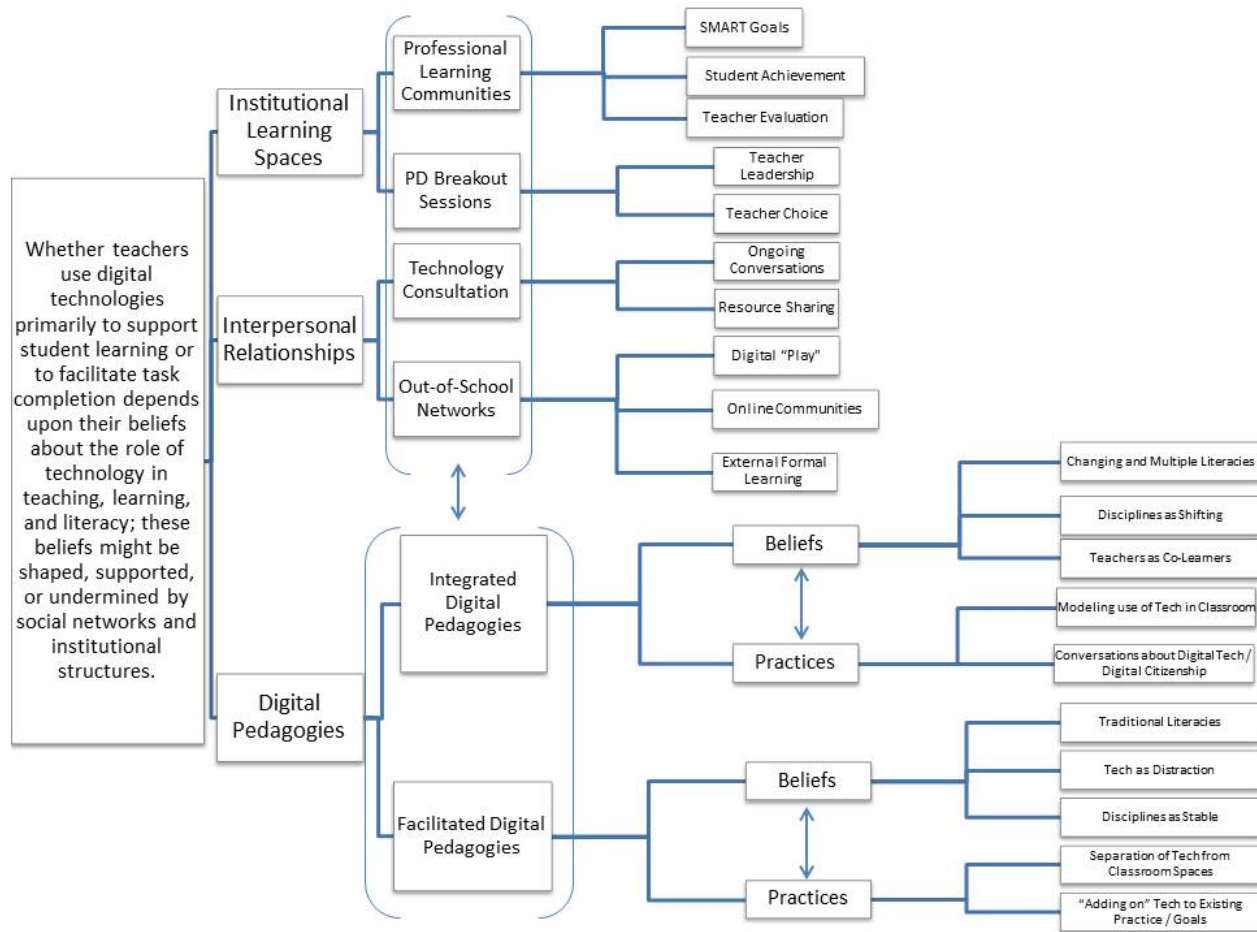 Whether teachers
use digital
technologies
primarily to support
student learning or
to facilitate task
completion depends
upon their beliefs
about the role of
technology in
teaching, learning,
and literacy; these
beliefs might be
shaped, supported,
or undermined by
social networks and
institutional
structures.
Institutional
Learning
Spaces
Professional
Learning
Communities
SMART Goals
Student Achievement
Teacher Evaluation
PD Breakout
Sessions
Teacher
Leadership
Teacher Choice
Interpersonal
Relationships
Technology
Consultation
Ongoing
Conversations
Resource Sharing
Out-of-School
Networks
Digital “Play”
Online Communities
External Formal
Learning
Digital
Pedagogies
Integrated
Digital
Pedagogies
Beliefs
Changing and Multiple Literacies
Disciplines as Shifting
Teachers as Co-Learners
Practices
Modeling use of Tech in Classroom
Conversations about Digital Tech /
Digital Citizenship
Facilitated Digital
Pedagogies
Beliefs
Traditional Literacies
Tech as Distraction
Disciplines as Stable
Practices
Separation of Tech from
Classroom Spaces
“Adding on” Tech to Existing
Practice / Goals